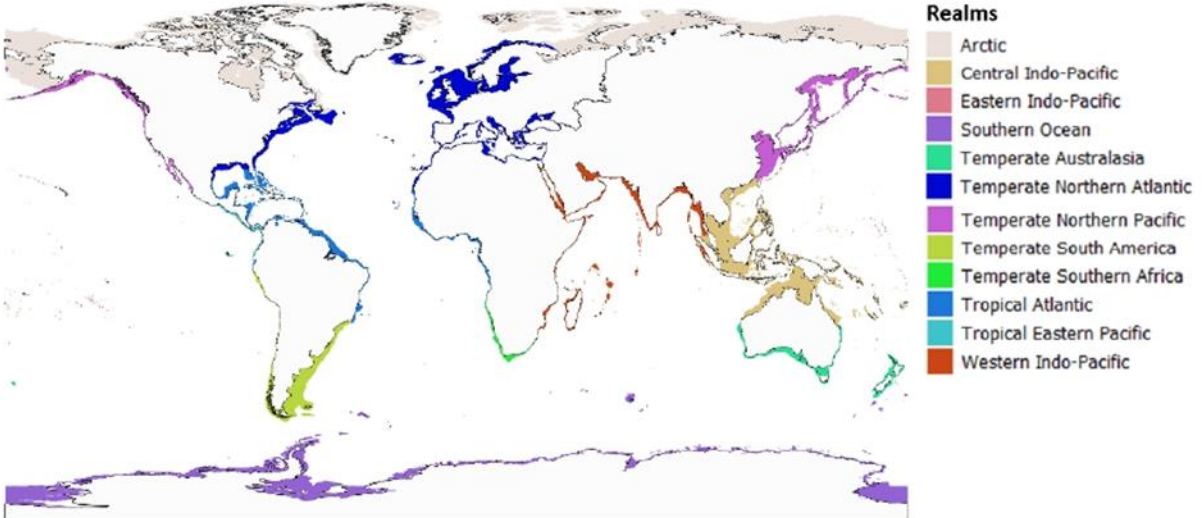 Realms
Arctic
Central Indo-Pacific
Eastern Indo-Pacific
Southern Ocean
Temperate Australasia
Temperate Northern Atlantic
Temperate Northern Pacific
Temperate South America
Temperate Southern Africa
Tropical Atlantic
Tropical Eastern Pacific
Western Indo-Pacific